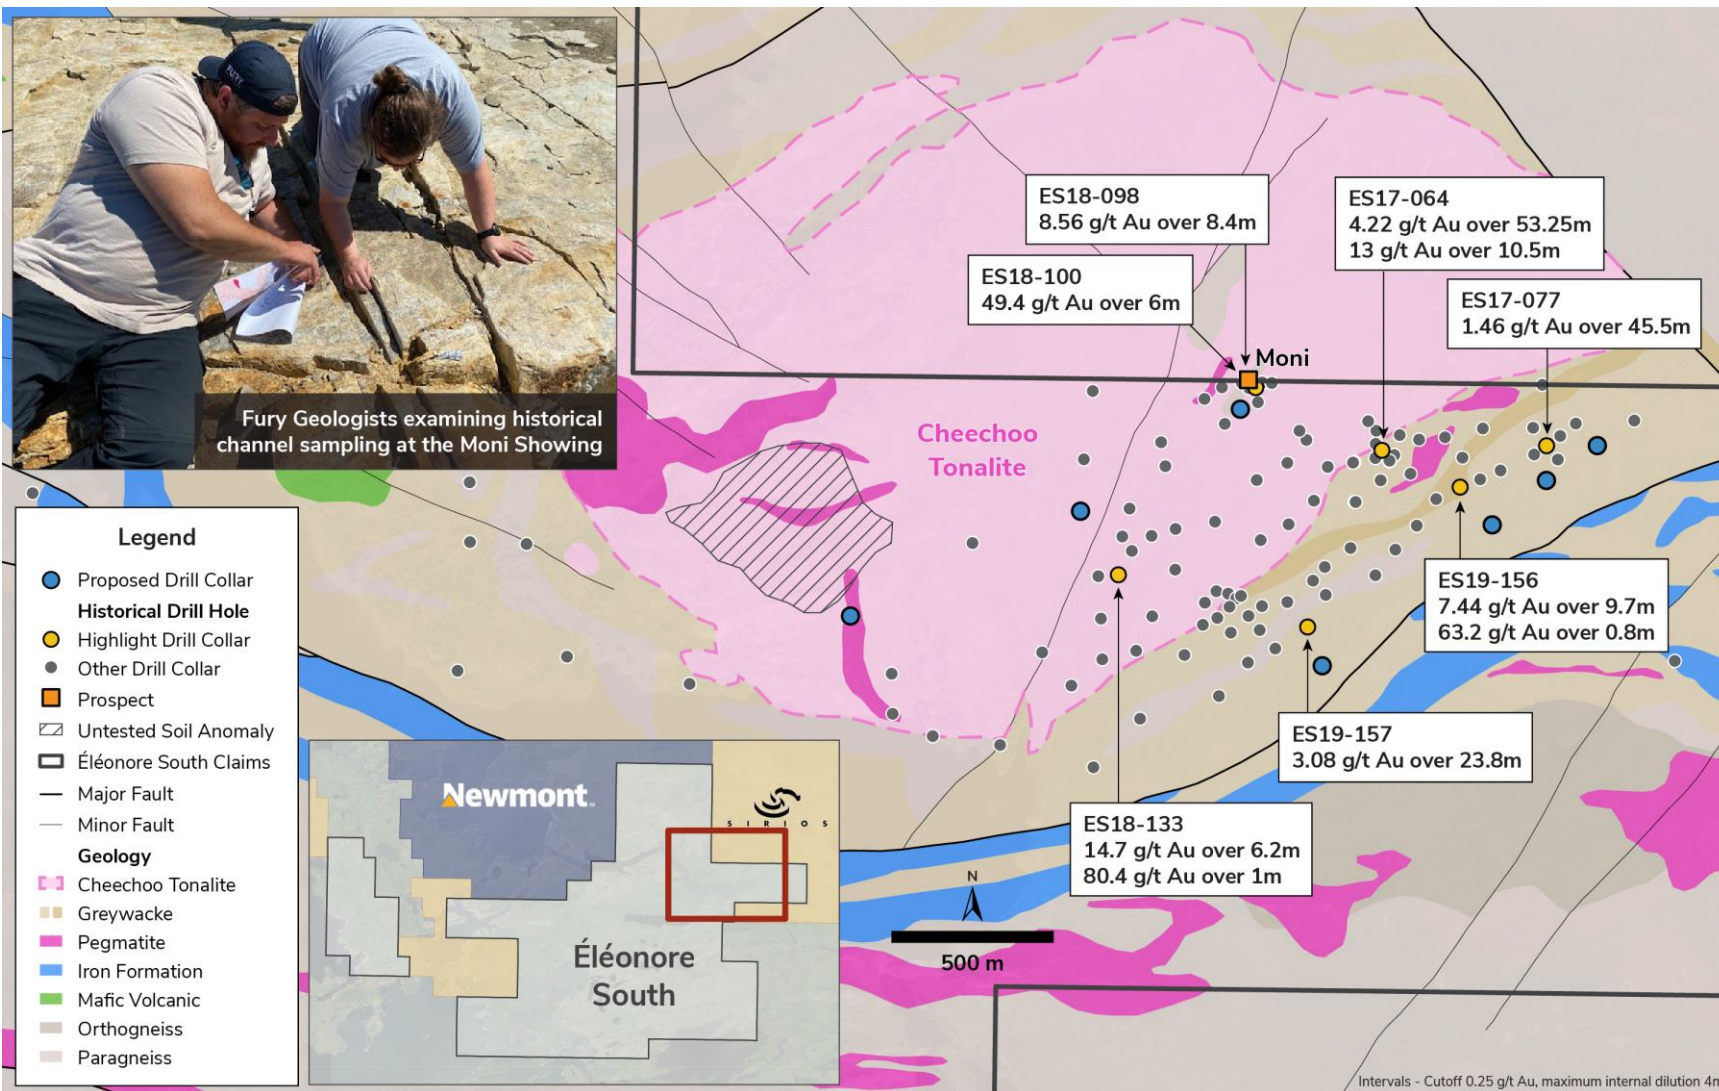 FURY
Fury Geologists examining historical
channel sampling at the Moni Showing
ES18-098
8.56 g/t Au over 8.4m
ES17-064
4.22 g/t Au over 53.25m
13 g/t Au over 10.5m
ES18-100
49.4 g/t Au over 6m
ES17-077
1.46 g/t Au over 45.5m
Moni
Cheechoo
Tonalite
Legend
Proposed Drill Collar
Historical Drill Hole
Highlight Drill Collar
Other Drill Collar
Prospect
Untested Soil Anomaly
Éléonore South Claims
Major Fault
Minor Fault
Geology
Cheechoo Tonalite
Greywacke
Pegmatite
Iron Formation
Mafic Volcanic
Orthogneiss
Paragneiss
ES19-156
7.44 g/t Au over 9.7m
63.2 g/t Au over 0.8m
ES19-157
3.08 g/t Au over 23.8m
ES18-133
14.7 g/t Au over 6.2m
80.4 g/t Au over 1m
Newmont™
SIRIOS
Éléonore
South
N
500 m
Intervals - Cutoff 0.25 g/t Au, maximum internal dilution 4m